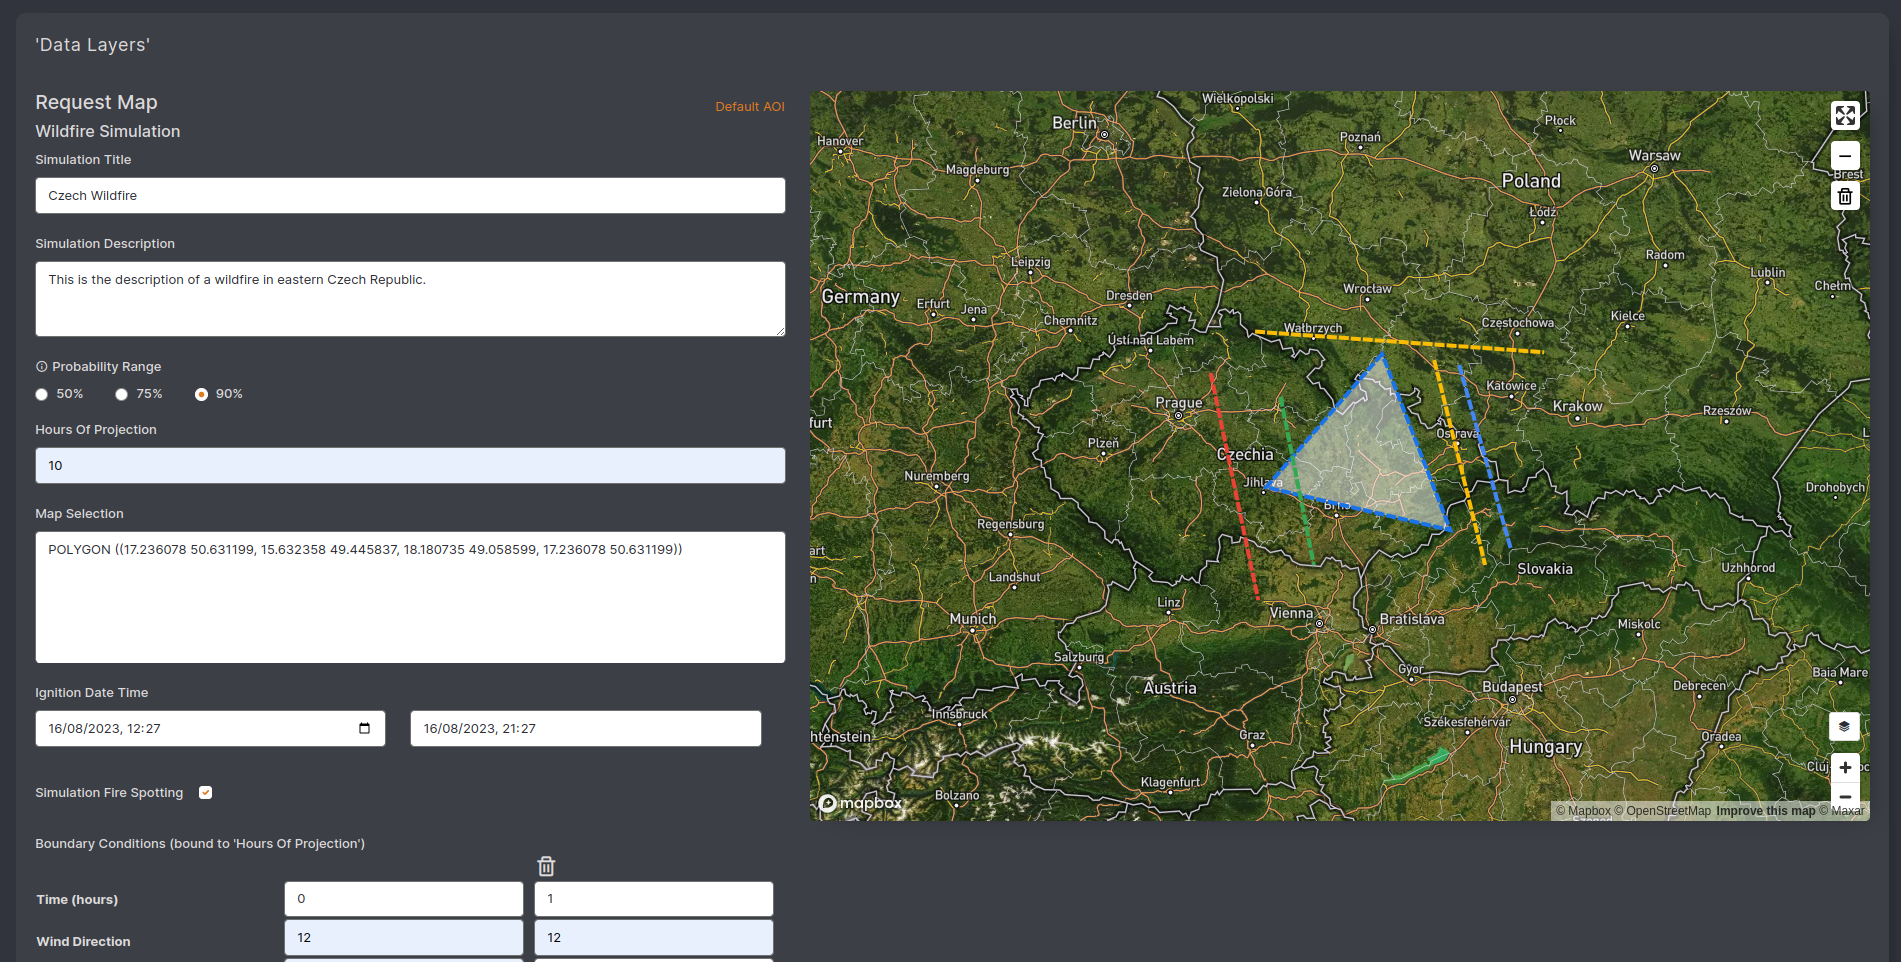 'Data Layers'
Request Map
Default AOI
Wildfire Simulation
Simulation Title
Czech Wildfire
Simulation Description
This is the description of a wildfire in eastern Czech Republic.
Probability Range
50%
75%
90%
Hours Of Projection
10
Map Selection
POLYGON ((17.236078 50.631199, 15.632358 49.445837, 18.180735 49.058599, 17.236078 50.631199))
Ignition Date Time
16/08/2023, 12:27
16/08/2023, 21:27
Simulation Fire Spotting
Boundary Conditions (bound to 'Hours Of Projection')
Time (hours)
0
1
Wind Direction
12
12
Wielkopolski
Berlin
Hanover
Poznań
Płock
Magdeburg
Warsaw
Brest
Poland
Zielona Góra
Łódź
Leipzig
Radom
Lublin
Germany
Erfurt
Jena
Dresden
Wrocław
Chełm
Chemnitz
Wałbrzych
Częstochowa
Kielce
Ústí nad Labem
Katowice
Prague
Krakow
Rzeszów
furt
Plzeň
Ostrava
Czechia
Nuremberg
Jihlava
Drohobych
Brno
Regensburg
art
Landshut
Slovakia
Uzhhorod
Linz
Munich
Vienna
Bratislava
Miskolc
Salzburg
Győr
Baia Mare
Austria
Budapest
Debrecen
Innsbruck
Székesfehérvár
htenstein
Graz
Hungary
Oradea
Klagenfurt
Bolzano
mapbox
© Mapbox © OpenStreetMap Improve this map © Maxar